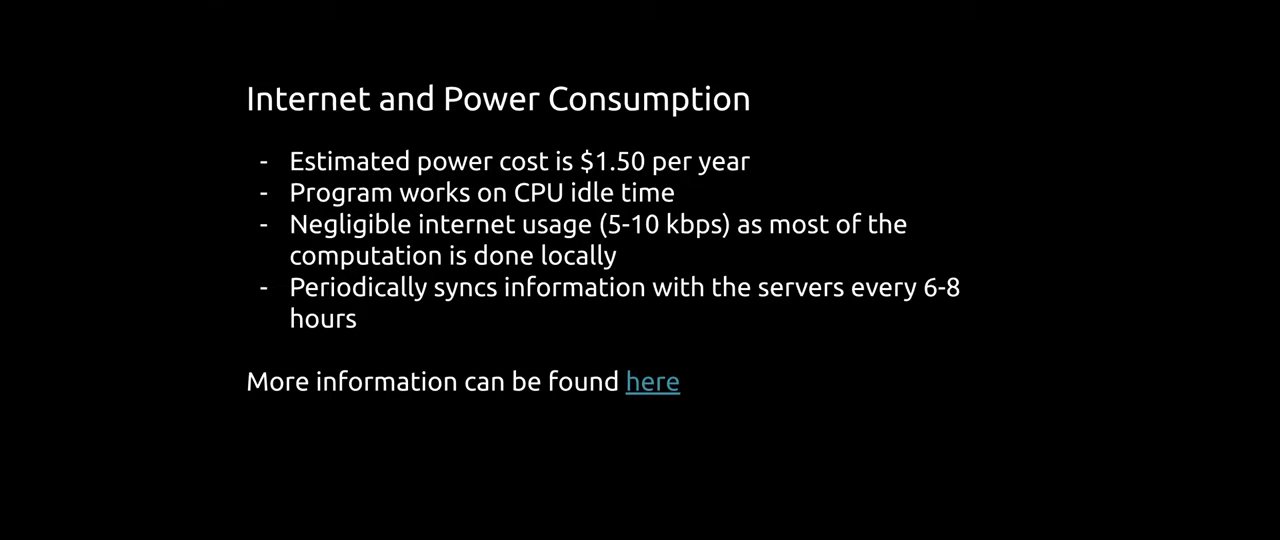 Internet and Power Consumption
- Estimated power cost is $1.50 per year
- Program works on CPU idle time
- Negligible internet usage (5-10 kbps) as most of the
computation is done locally
- Periodically syncs information with the servers every 6-8
hours
More information can be found here